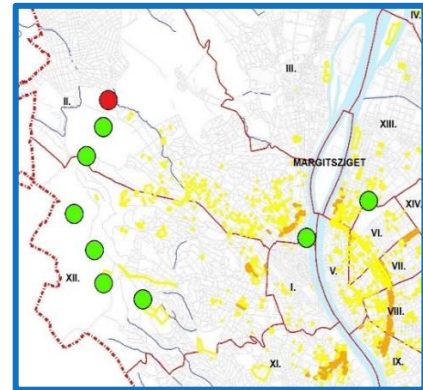 IV.
III.
II.
XIII.
MARGITSZIGET
XIV.
VI.
VII.
XII.
I.
V.
VIII.
XI.
IX.